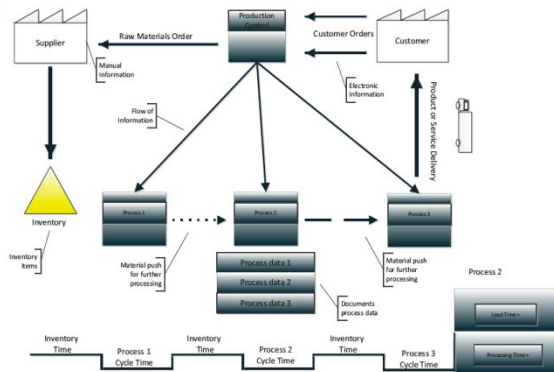 Production
Control
Supplier
Raw Materials Order
Customer Orders
Customer
Manual
Information
Electronic
Information
Flow of
Information
Product or Service Delivery
Process 1
Process 2
Process 3
Inventory
Inventory
items
Material push
for further
processing
Process data 1
Process data 2
Process data 3
Documents
process data
Material push
for further
processing
Process 2
Lead Time =
Processing Time =
Inventory
Time
Process 1
Cycle Time
Inventory
Time
Process 2
Cycle Time
Inventory
Time
Process 3
Cycle Time